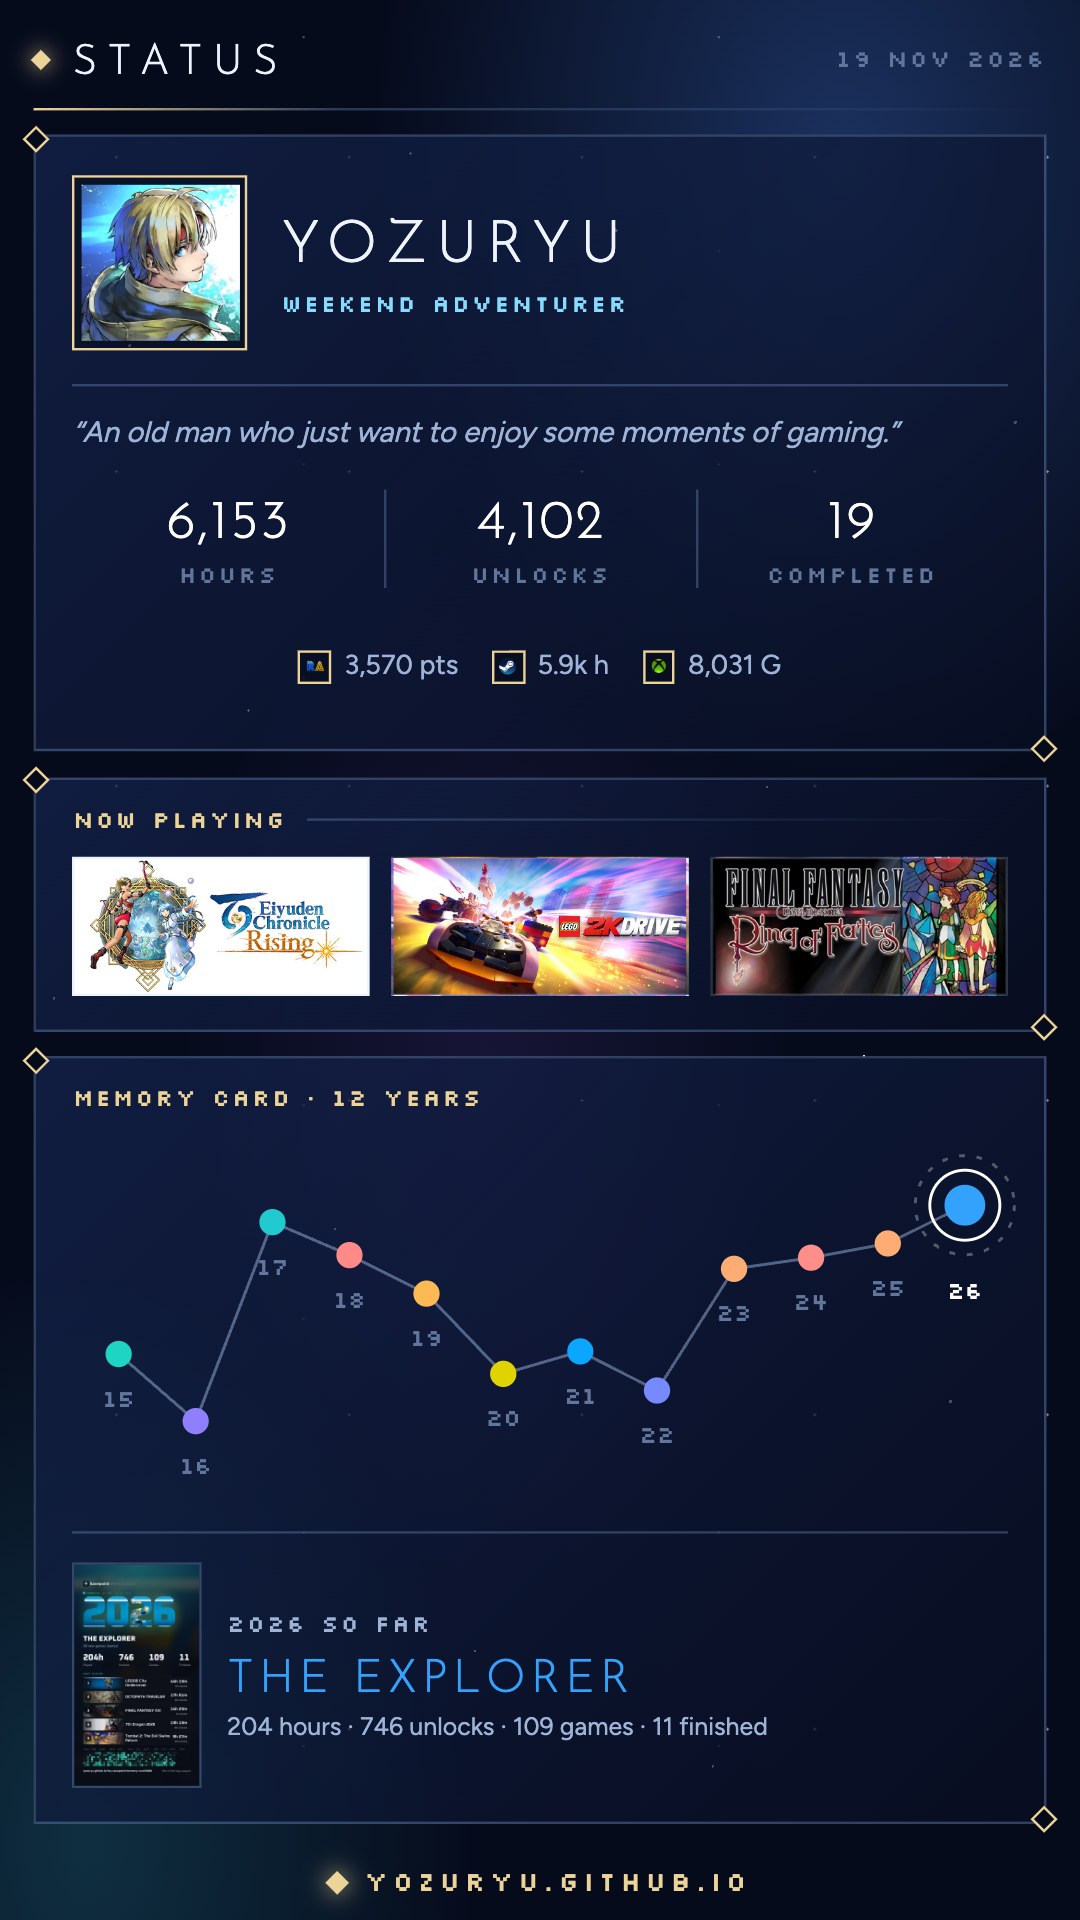 STATUS
19 NOV 2026
YOZURYU
WEEKEND ADVENTURER
“An old man who just want to enjoy some moments of gaming.”
6,153
4,102
19
HOURS
UNLOCKS
COMPLETED
RA 3,570 pts
5.9k h
8,031 G
NOW PLAYING
Eiyuden
Chronicle
Rising
LEGO 2K DRIVE
FINAL FANTASY
Ring of Fates
MEMORY CARD · 12 YEARS
15
16
17
18
19
20
21
22
23
24
25
26
2026
THE EXPLORER
204h 746 109 11
2026 SO FAR
THE EXPLORER
204 hours · 746 unlocks · 109 games · 11 finished
YOZURYU.GITHUB.IO